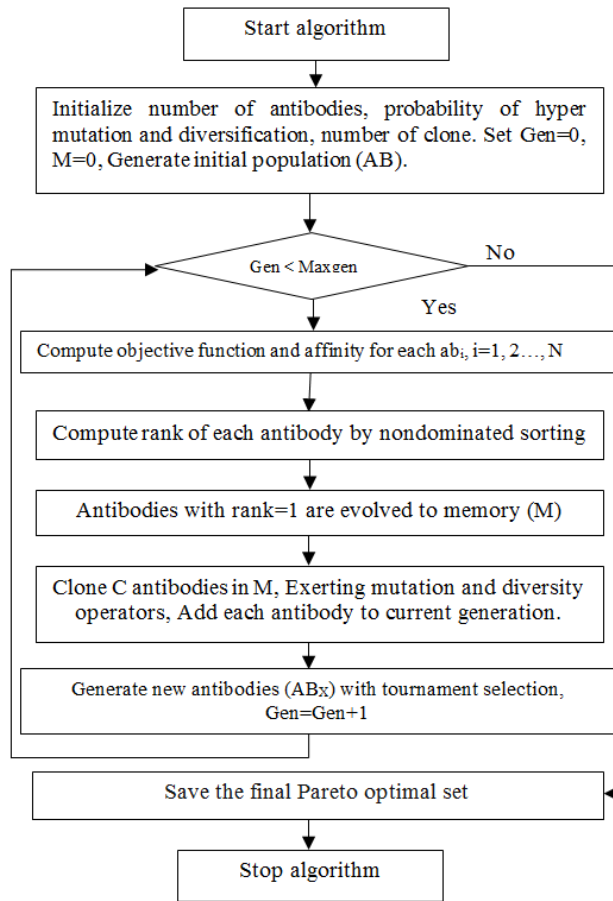 Start algorithm
Initialize number of antibodies, probability of hyper
mutation and diversification, number of clone. Set Gen=0,
M=0, Generate initial population (AB).
Gen < Maxgen
No
Yes
Compute objective function and affinity for each abi, i=1, 2…, N
Compute rank of each antibody by nondominated sorting
Antibodies with rank=1 are evolved to memory (M)
Clone C antibodies in M, Exerting mutation and diversity
operators, Add each antibody to current generation.
Generate new antibodies (ABx) with tournament selection,
Gen=Gen+1
Save the final Pareto optimal set
Stop algorithm